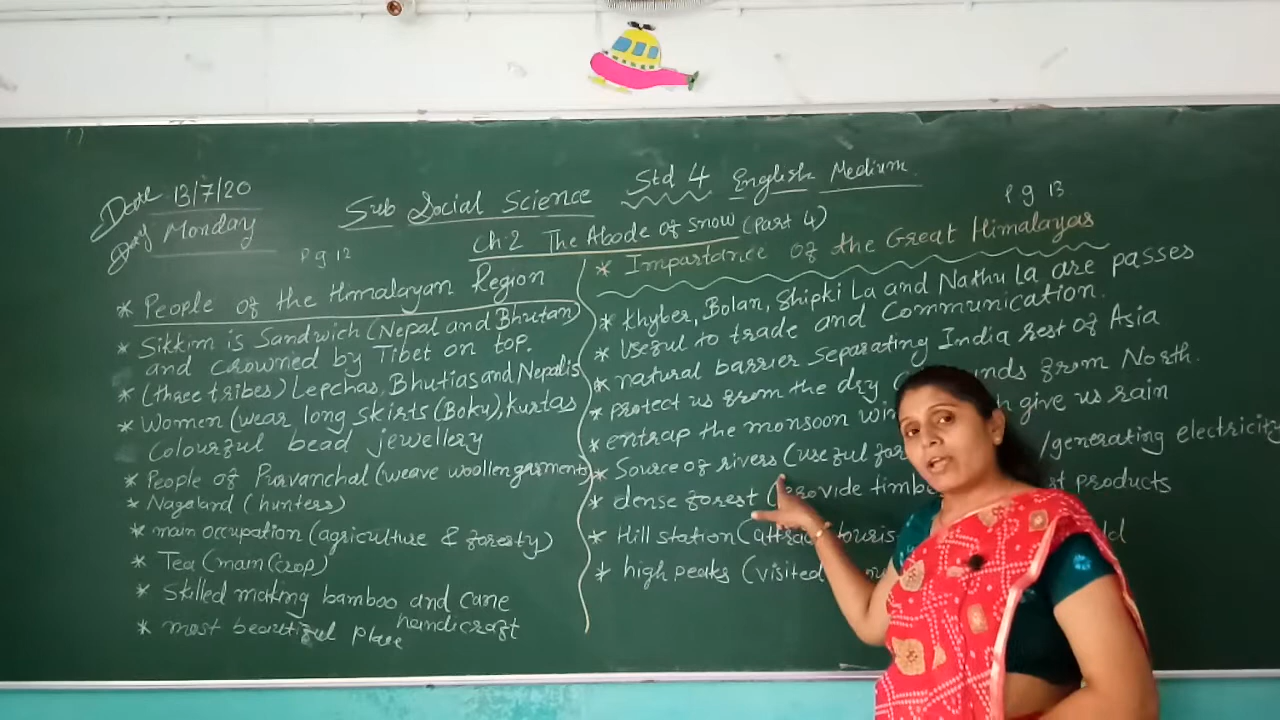 Date 13/7/20
Day Monday
Sub Social Science
Std 4 English Medium
Ch 2 The Abode of Snow (Part 4)
Pg 12
* People of the Himalayan Region
* Sikkim is Sandwich (Nepal and Bhutan)
and crowned by Tibet on top.
* (three tribes) Lepchas, Bhutias and Nepalis
* Women (wear long skirts (Boku), Kurtas
Colourful bead jewellery
* People of Purvanchal (weave woollen garments)
* Nagaland (hunters)
* main occupation (agriculture & foresty)
* Tea (main crop)
* Skilled making bamboo and Cane
handicraft
* most beautiful place
Pg 13
* Importance of the Great Himalayas
* Khyber, Bolan, Shipki La and Nathu La are passes
* Useful to trade and Communication.
* natural barrier separating India rest of Asia
* protect us from the dry from North.
* entrap the monsoon give us rain
* Source of rivers (useful /generating electricity
* dense forest (provide products
* Hill station (
* high peaks (visited